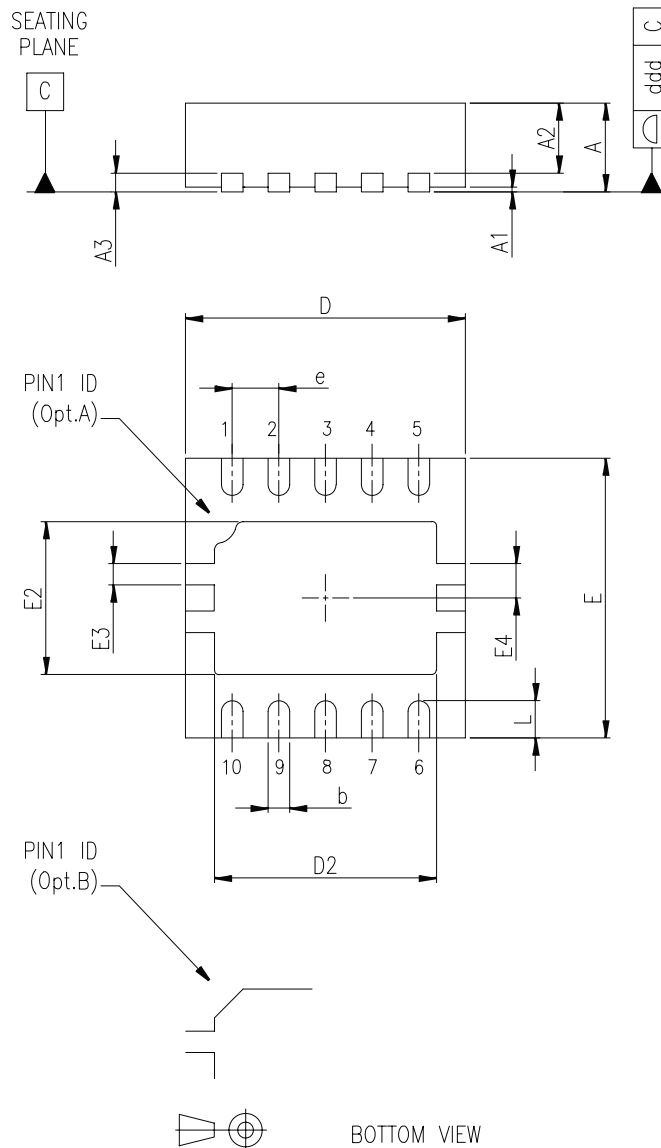 SEATING
PLANE
C
C
ddd
A2
A
A3
A1
D
PIN1 ID
(Opt.A)
e
1 2 3 4 5
E2
E3
E4
E
L
10 9 8 7 6
b
PIN1 ID
(Opt.B)
D2
BOTTOM VIEW